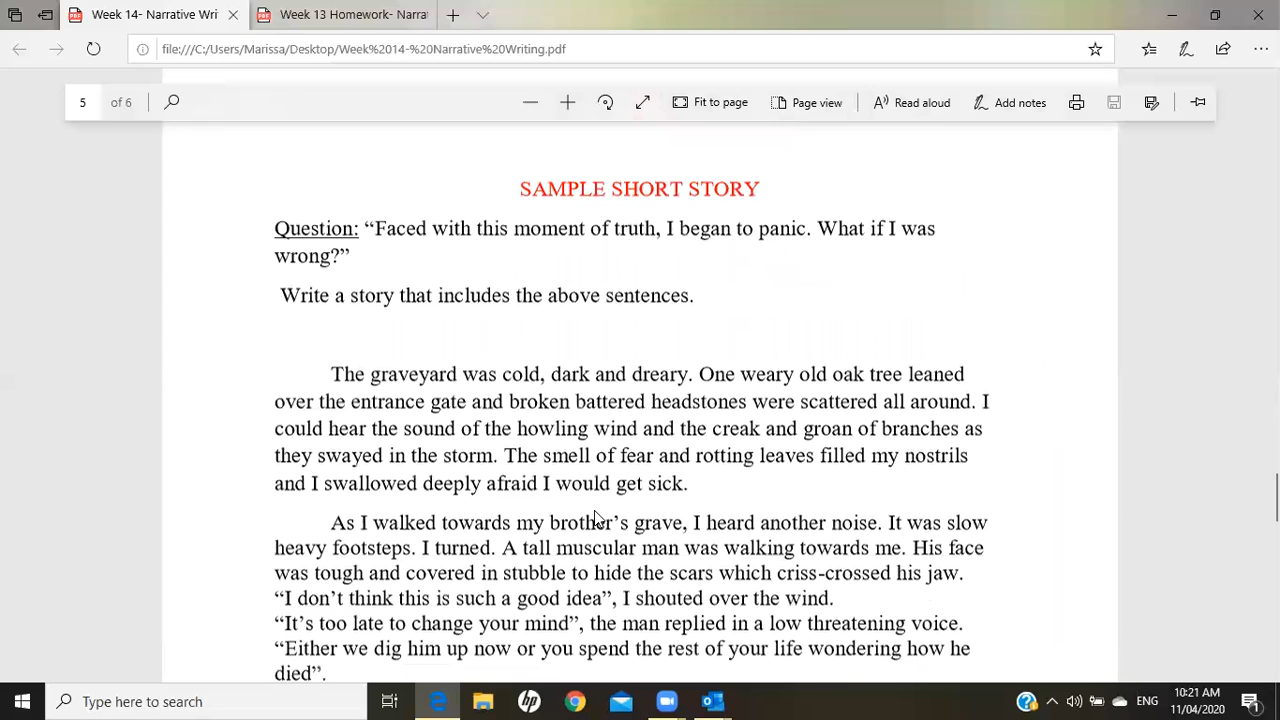 Week 14- Narrative Wri
Week 13 Homework- Narra
file:///C:/Users/Marissa/Desktop/Week%2014-%20Narrative%20Writing.pdf
5 of 6
Fit to page
Page view
Read aloud
Add notes
SAMPLE SHORT STORY
Question: “Faced with this moment of truth, I began to panic. What if I was
wrong?”
Write a story that includes the above sentences.
The graveyard was cold, dark and dreary. One weary old oak tree leaned
over the entrance gate and broken battered headstones were scattered all around. I
could hear the sound of the howling wind and the creak and groan of branches as
they swayed in the storm. The smell of fear and rotting leaves filled my nostrils
and I swallowed deeply afraid I would get sick.
As I walked towards my brother’s grave, I heard another noise. It was slow
heavy footsteps. I turned. A tall muscular man was walking towards me. His face
was tough and covered in stubble to hide the scars which criss-crossed his jaw.
“I don’t think this is such a good idea”, I shouted over the wind.
“It’s too late to change your mind”, the man replied in a low threatening voice.
“Either we dig him up now or you spend the rest of your life wondering how he
died”.
Type here to search
hp
ENG
10:21 AM
11/04/2020
1